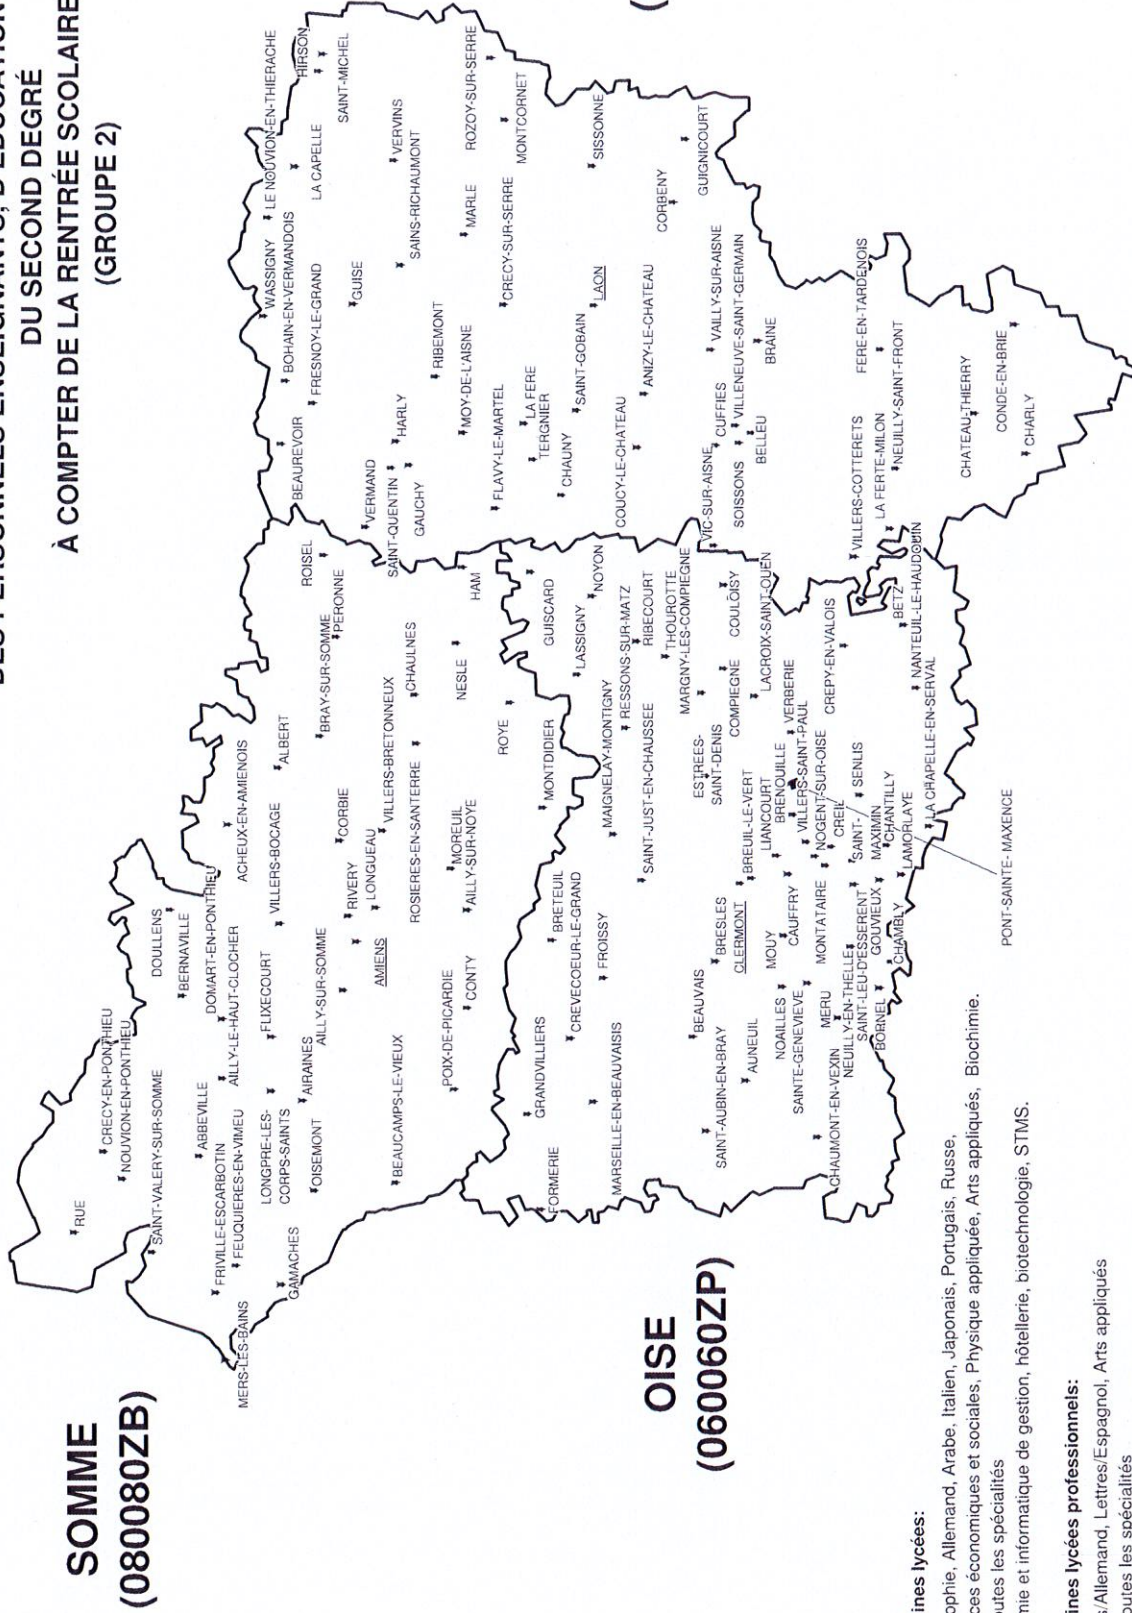 DU SECOND DEGRÉ
À COMPTER DE LA RENTRÉE SCOLAIRE
(GROUPE 2)
SOMME
(080080ZB)
RUE
CRECY-EN-PONTHIEU
NOUVION-EN-PONTHIEU
SAINT-VALERY-SUR-SOMME
DOULLENS
BERNAVILLE
ABBEVILLE
DOMART-EN-PONTHIEU
FRIVILLE-ESCARBOTIN
FEUQUIERES-EN-VIMEU
AILLY-LE-HAUT-CLOCHER
ACHEUX-EN-AMIENOIS
MERS-LES-BAINS
LONGPRE-LES-
CORPS-SAINTS
FLIXECOURT
VILLERS-BOCAGE
ALBERT
GAMACHES
OISEMONT
AIRAINES
AILLY-SUR-SOMME
BRAY-SUR-SOMME
PERONNE
ROISEL
RIVERY
CORBIE
LONGUEAU
AMIENS
VILLERS-BRETONNEUX
BEAUCAMPS-LE-VIEUX
ROSIERES-EN-SANTERRE
CHAULNES
POIX-DE-PICARDIE
CONTY
MOREUIL
AILLY-SUR-NOYE
NESLE
HAM
ROYE
MONTDIDIER
WASSIGNY
LE NOUVION-EN-THIERACHE
HIRSON
BOHAIN-EN-VERMANDOIS
LA CAPELLE
SAINT-MICHEL
BEAUREVOIR
FRESNOY-LE-GRAND
GUISE
VERMAND
HARLY
SAINT-QUENTIN
GAUCHY
VERVINS
SAINS-RICHAUMONT
RIBEMONT
MOY-DE-L'AISNE
MARLE
ROZOY-SUR-SERRE
FLAVY-LE-MARTEL
CRECY-SUR-SERRE
MONTCORNET
LA FERE
TERGNIER
CHAUNY
SAINT-GOBAIN
LAON
SISSONNE
COUCY-LE-CHATEAU
ANIZY-LE-CHATEAU
CORBENY
GUIGNICOURT
VIC-SUR-AISNE
CUFFIES
VAILLY-SUR-AISNE
SOISSONS
VILLENEUVE-SAINT-GERMAIN
BELLEU
BRAINE
VILLERS-COTTERETS
FERE-EN-TARDENOIS
LA FERTE-MILON
NEUILLY-SAINT-FRONT
CHATEAU-THIERRY
CONDE-EN-BRIE
CHARLY
OISE
(060060ZP)
GRANDVILLIERS
FORMERIE
BRETEUIL
CREVECOEUR-LE-GRAND
FROISSY
MARSEILLE-EN-BEAUVAISIS
GUISCARD
LASSIGNY
NOYON
MAIGNELAY-MONTIGNY
RESSONS-SUR-MATZ
RIBECOURT
SAINT-JUST-EN-CHAUSSEE
THOUROTTE
MARGNY-LES-COMPIEGNE
ESTREES-
SAINT-DENIS
COMPIEGNE
COULOISY
LACROIX-SAINT-OUEN
BEAUVAIS
BRESLES
CLERMONT
BREUIL-LE-VERT
SAINT-AUBIN-EN-BRAY
AUNEUIL
MOUY
LIANCOURT
BRENOUILLE
VERBERIE
NOAILLES
CAUFFRY
VILLERS-SAINT-PAUL
SAINTE-GENEVIEVE
MONTATAIRE
NOGENT-SUR-OISE
CREIL
CREPY-EN-VALOIS
CHAUMONT-EN-VEXIN
MERU
NEUILLY-EN-THELLE
SAINT-LEU-D'ESSERENT
SAINT-
MAXIMIN
SENLIS
BORNEL
GOUVIEUX
CHANTILLY
CHAMBLY
LAMORLAYE
LA CHAPELLE-EN-SERVAL
NANTEUIL-LE-HAUDOUIN
BETZ
PONT-SAINTE-MAXENCE
ines lycées:
ophie, Allemand, Arabe, Italien, Japonais, Portugais, Russe,
ces économiques et sociales, Physique appliquée, Arts appliqués, Biochimie.
outes les spécialités
mie et informatique de gestion, hôtellerie, biotechnologie, STMS.
ines lycées professionnels:
s/Allemand, Lettres/Espagnol, Arts appliqués
outes les spécialités